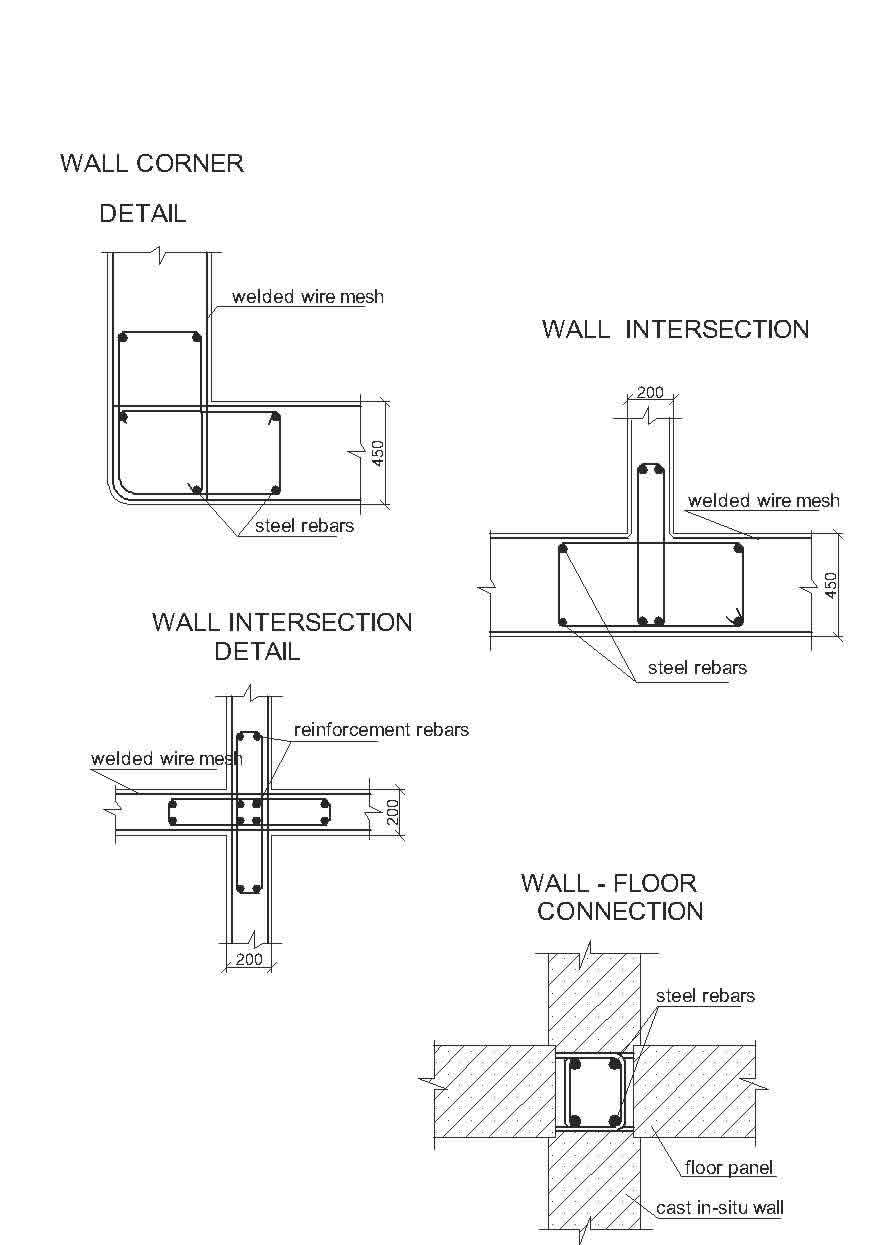 WALL CORNER
DETAIL
welded wire mesh
450
steel rebars
WALL INTERSECTION
200
welded wire mesh
450
steel rebars
WALL INTERSECTION
DETAIL
reinforcement rebars
welded wire mesh
200
200
WALL - FLOOR
CONNECTION
steel rebars
floor panel
cast in-situ wall